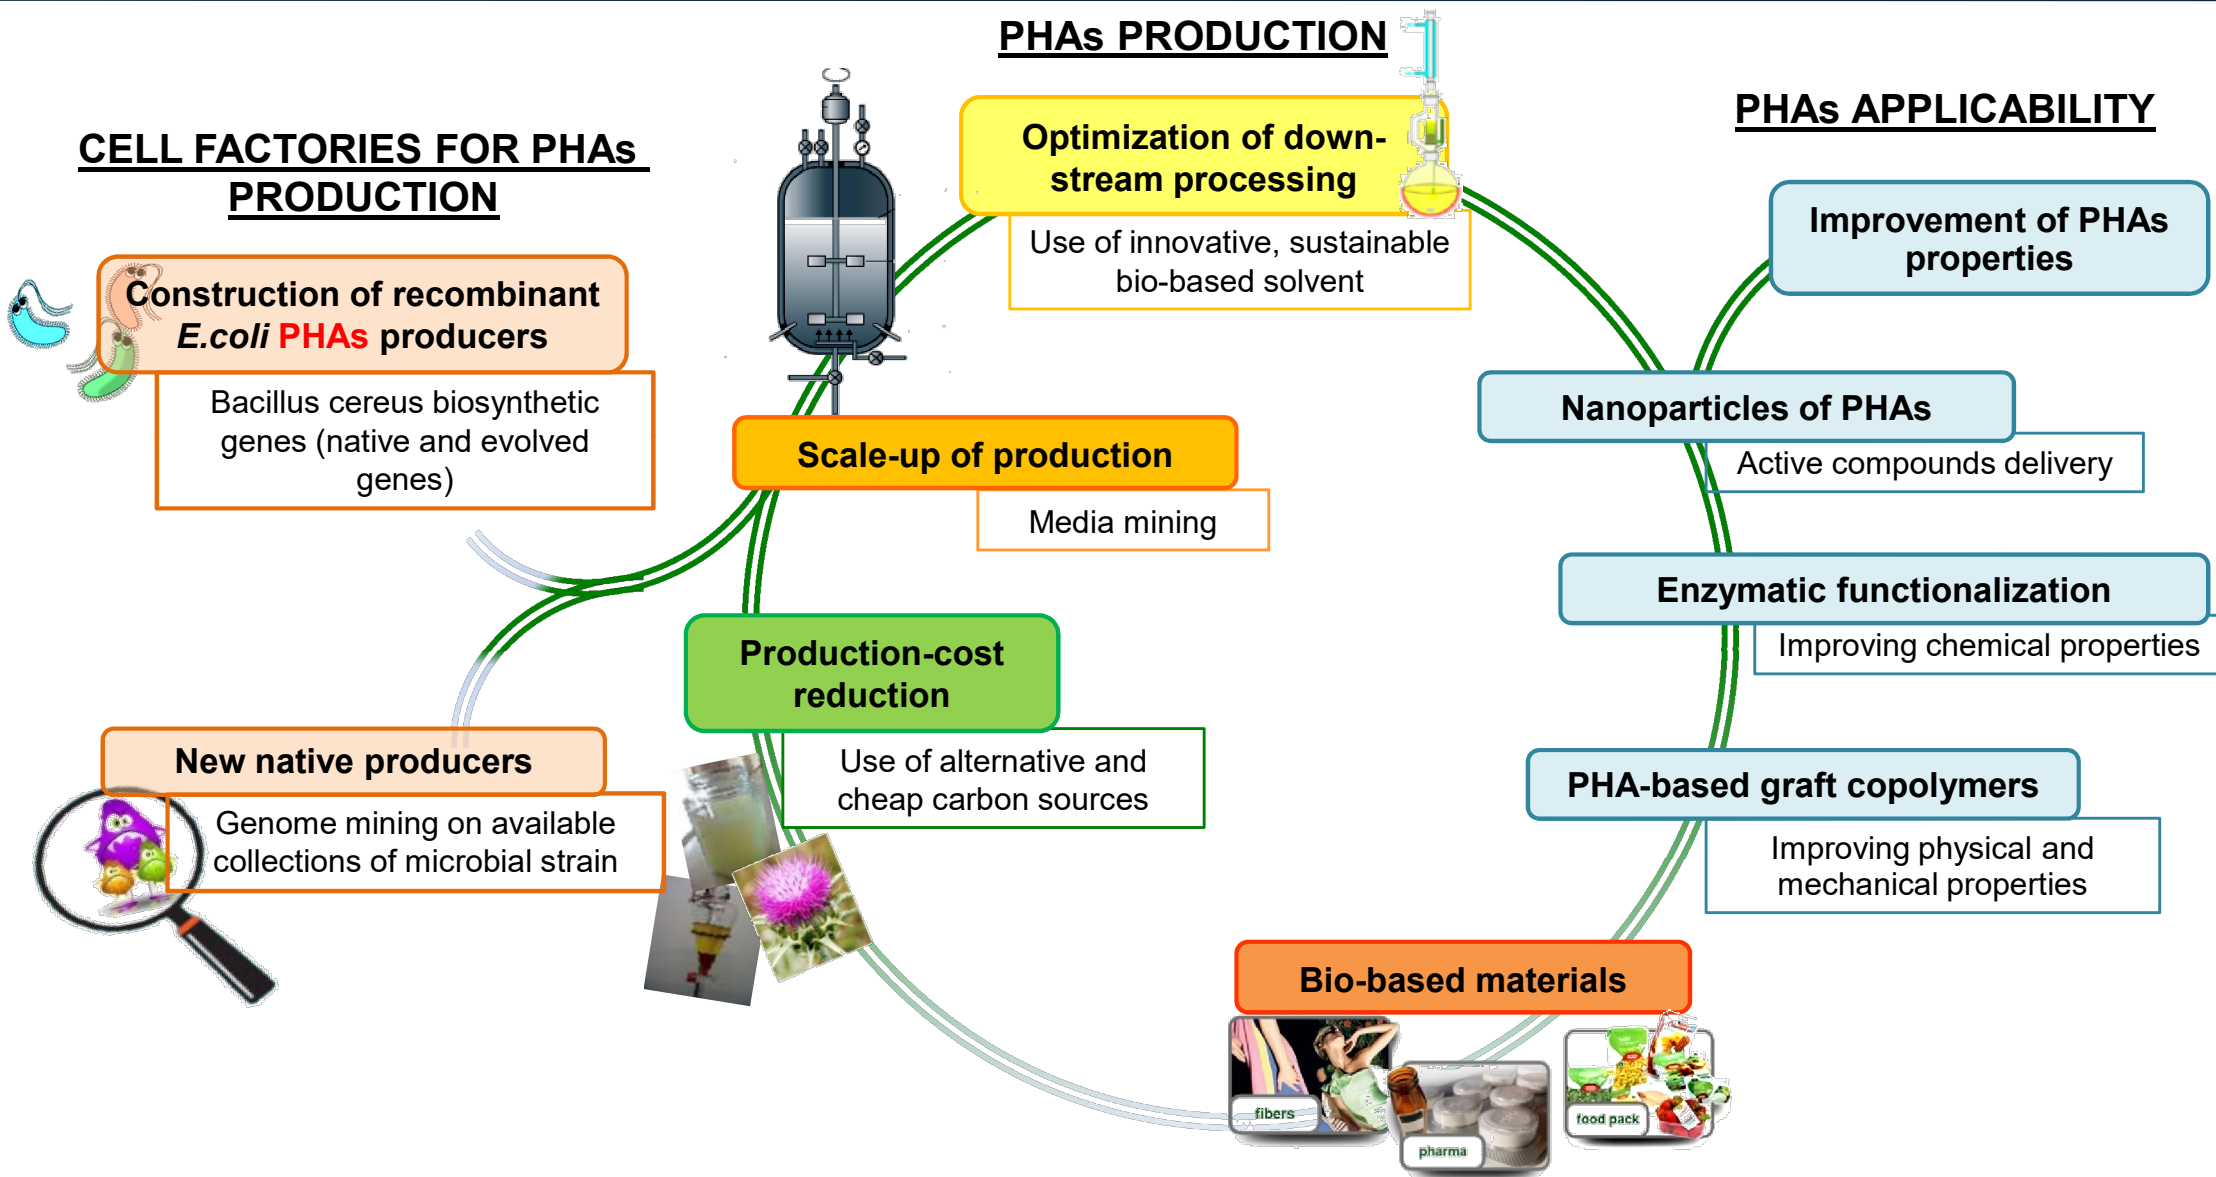 CELL FACTORIES FOR PHAs
PRODUCTION
Construction of recombinant
E.coli PHAs producers
Bacillus cereus biosynthetic
genes (native and evolved
genes)
New native producers
Genome mining on available
collections of microbial strain
PHAs PRODUCTION
Optimization of down-
stream processing
Use of innovative, sustainable
bio-based solvent
Scale-up of production
Media mining
Production-cost
reduction
Use of alternative and
cheap carbon sources
PHAs APPLICABILITY
Improvement of PHAs
properties
Nanoparticles of PHAs
Active compounds delivery
Enzymatic functionalization
Improving chemical properties
PHA-based graft copolymers
Improving physical and
mechanical properties
Bio-based materials
fibers
pharma
food pack